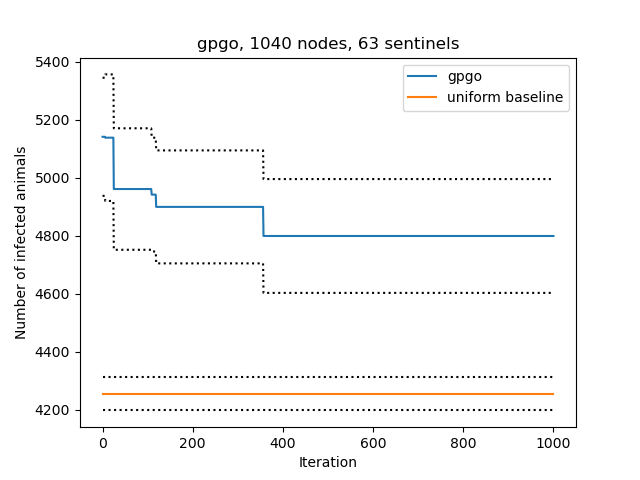 gpgo, 1040 nodes, 63 sentinels
5400
5200
5000
4800
4600
4400
4200
Number of infected animals
gpgo
uniform baseline
0
200
400
600
800
1000
Iteration